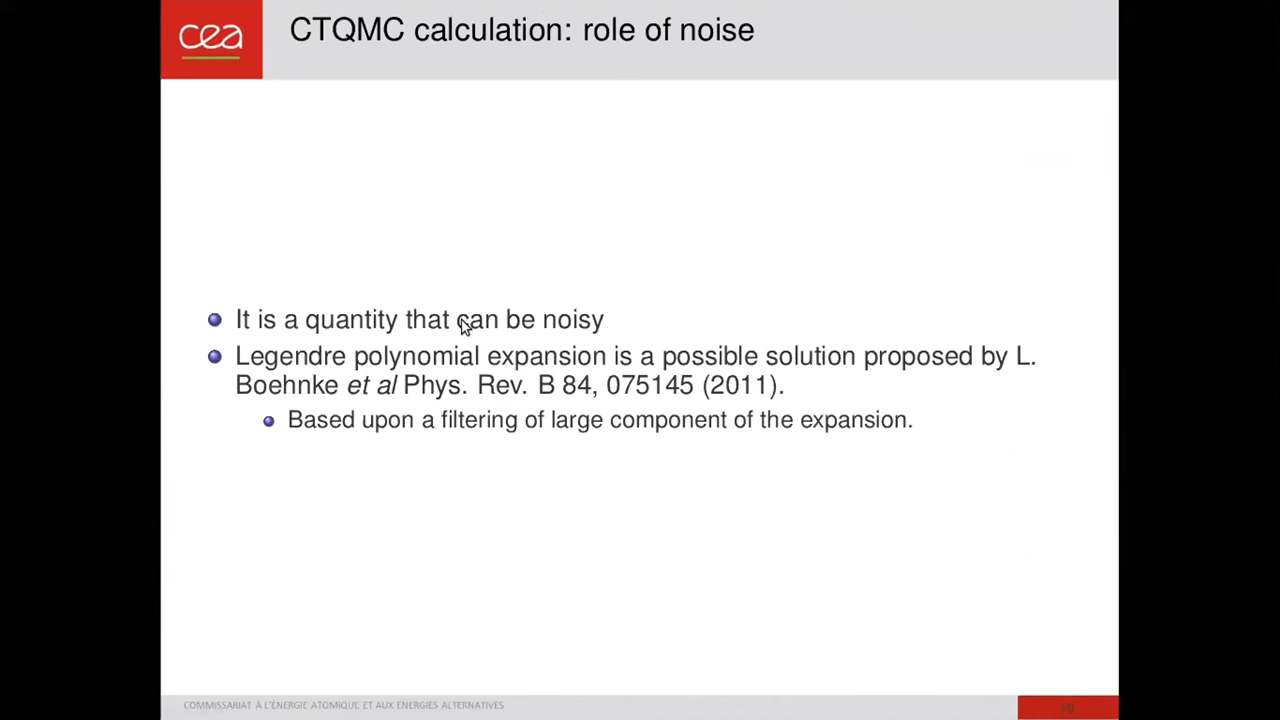 cea
CTQMC calculation: role of noise
It is a quantity that can be noisy
Legendre polynomial expansion is a possible solution proposed by L.
Boehnke et al Phys. Rev. B 84, 075145 (2011).
Based upon a filtering of large component of the expansion.
COMMISSARIAT À L'ÉNERGIE ATOMIQUE ET AUX ENERGIES ALTERNATIVES